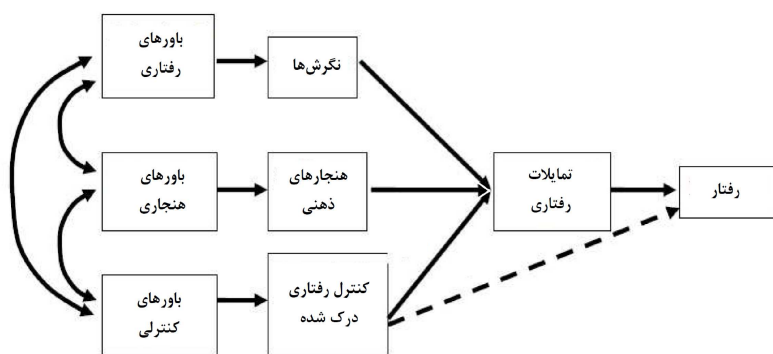 باورهای
رفتاری
نگرش‌ها
باورهای
هنجاری
هنجارهای
ذهنی
تمایلات
رفتاری
رفتار
باورهای
کنترلی
کنترل رفتاری
درک شده